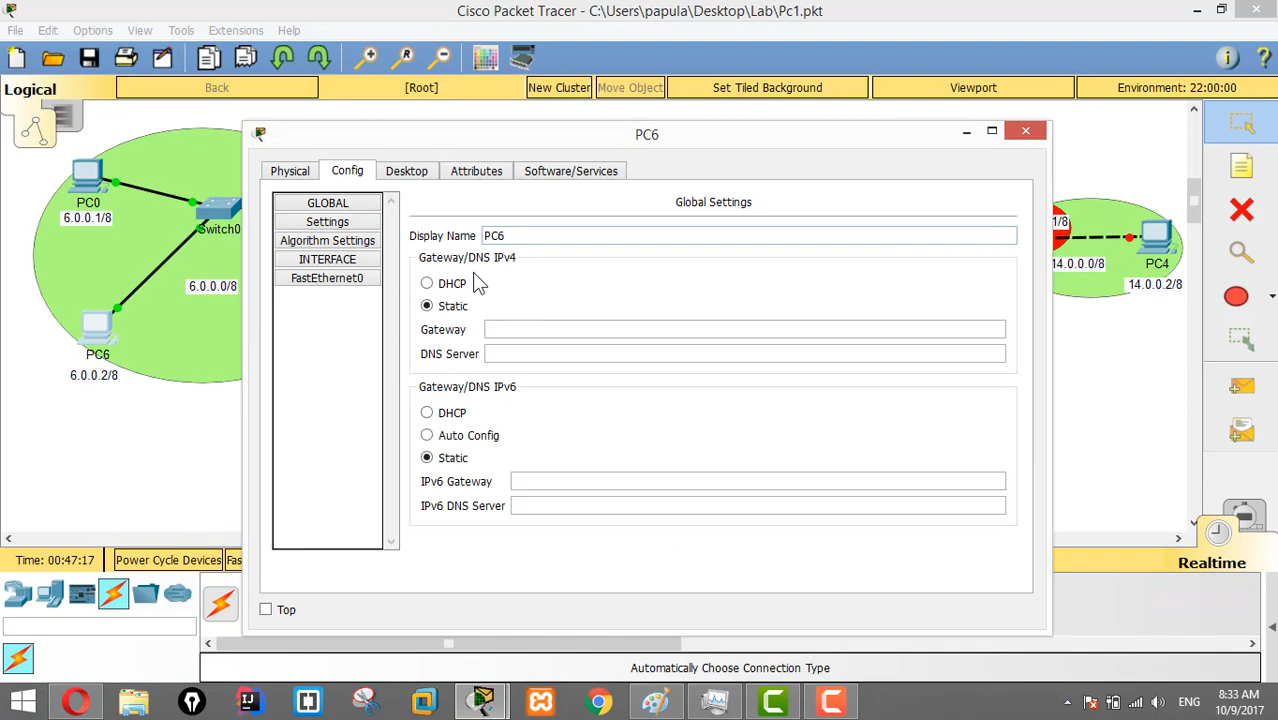 Cisco Packet Tracer - C:\Users\papula\Desktop\Lab\Pc1.pkt
File Edit Options View Tools Extensions Help
Logical Back [Root] New Cluster Move Object Set Tiled Background Viewport Environment: 22:00:00
PC6
Physical Config Desktop Attributes Software/Services
PC0
6.0.0.1/8
Switch0
6.0.0.0/8
PC6
6.0.0.2/8
GLOBAL
Settings
Algorithm Settings
INTERFACE
FastEthernet0
Global Settings
Display Name PC6
Gateway/DNS IPv4
DHCP
Static
Gateway
DNS Server
Gateway/DNS IPv6
DHCP
Auto Config
Static
IPv6 Gateway
IPv6 DNS Server
Top
1/8
14.0.0.0/8
PC4
14.0.0.2/8
Time: 00:47:17 Power Cycle Devices Fas
Realtime
Automatically Choose Connection Type
ENG
8:33 AM
10/9/2017